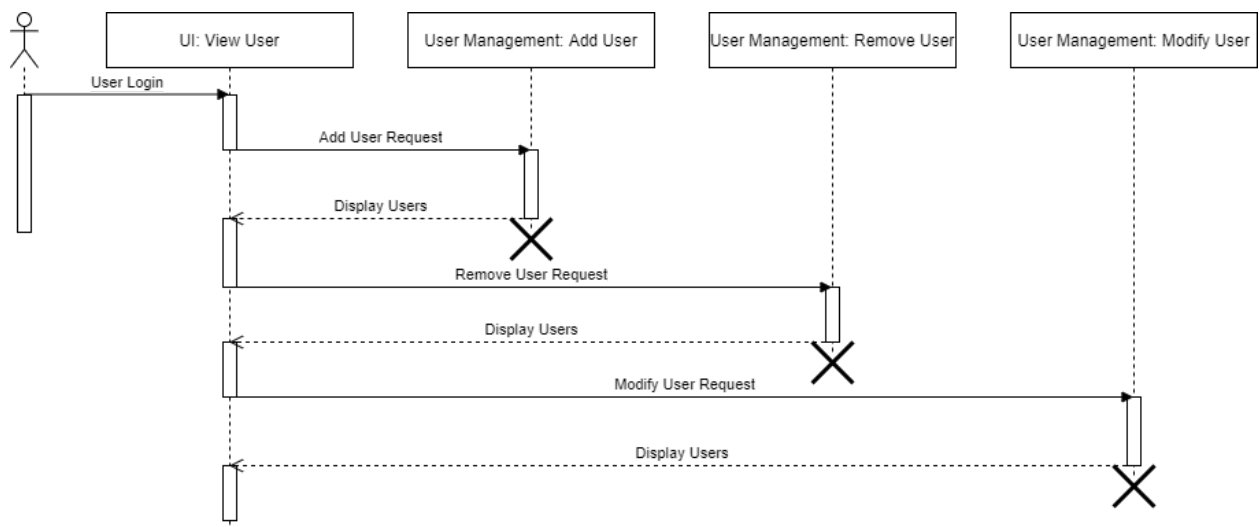 UI: View User
User Management: Add User
User Management: Remove User
User Management: Modify User
User Login
Add User Request
Display Users
Remove User Request
Display Users
Modify User Request
Display Users